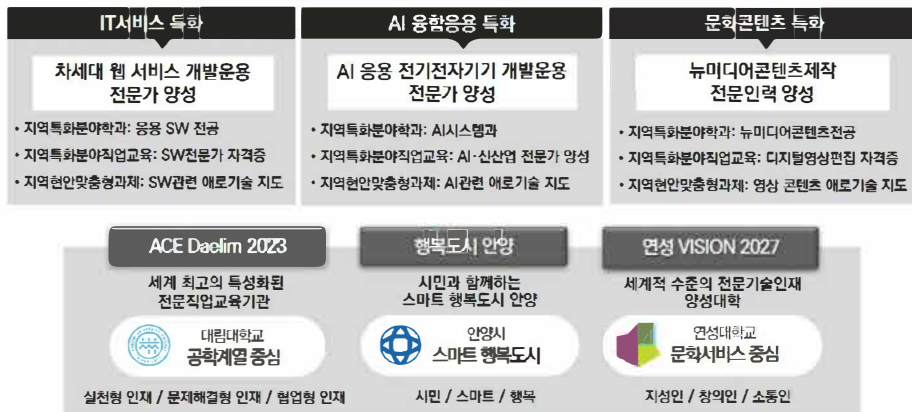 IT서비스 특화
차세대 웹 서비스 개발운용
전문가 양성
• 지역특화분야학과: 응용 SW 전공
• 지역특화분야직업교육: SW전문가 자격증
• 지역현안맞춤형과제: SW관련 애로기술 지도
AI 융합응용 특화
AI 응용 전기전자기기 개발운용
전문가 양성
• 지역특화분야학과: AI시스템과
• 지역특화분야직업교육: AI·신산업 전문가 양성
• 지역현안맞춤형과제: AI관련 애로기술 지도
문화콘텐츠 특화
뉴미디어콘텐츠제작
전문인력 양성
• 지역특화분야학과: 뉴미디어콘텐츠전공
• 지역특화분야직업교육: 디지털영상편집 자격증
• 지역현안맞춤형과제: 영상 콘텐츠 애로기술 지도
ACE Daelim 2023
세계 최고의 특성화된
전문직업교육기관
대림대학교
공학계열 중심
실천형 인재 / 문제해결형 인재 / 협업형 인재
행복도시 안양
시민과 함께하는
스마트 행복도시 안양
안양시
스마트 행복도시
시민 / 스마트 / 행복
연성 VISION 2027
세계적 수준의 전문기술인재
양성대학
연성대학교
문화서비스 중심
지성인 / 창의인 / 소통인